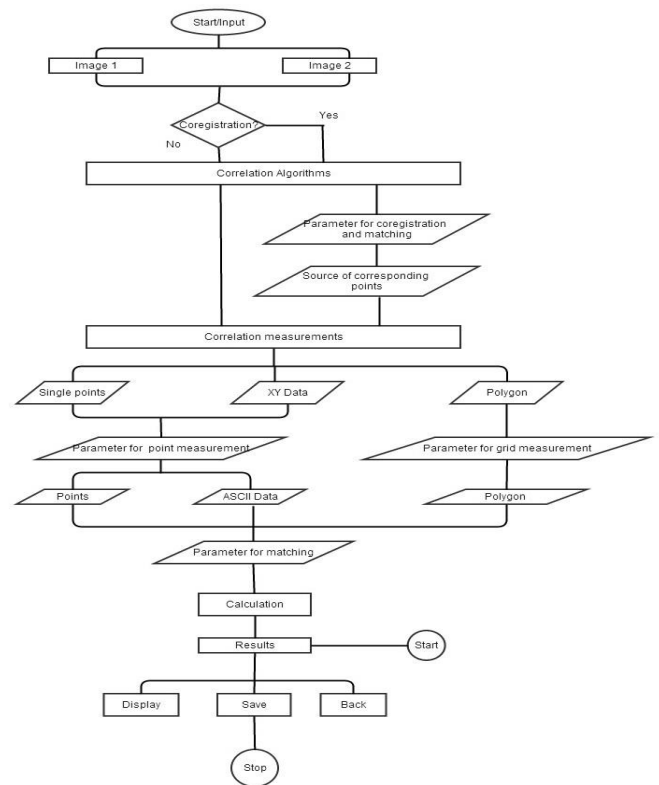 Start/Input
Image 1
Image 2
Coregistration?
Yes
No
Correlation Algorithms
Parameter for coregistration
and matching
Source of corresponding
points
Correlation measurements
Single points
XY Data
Polygon
Parameter for point measurement
Parameter for grid measurement
Points
ASCII Data
Polygon
Parameter for matching
Calculation
Results
Start
Display
Save
Back
Stop